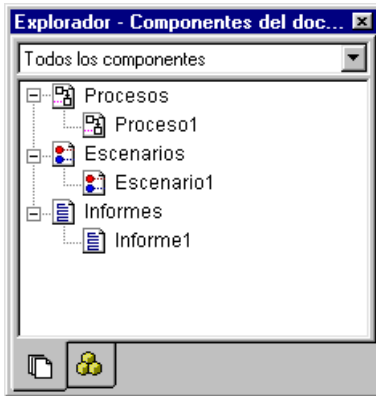 Explorador - Componentes del doc...
Todos los componentes
Procesos
Proceso1
Escenarios
Escenario1
Informes
Informe1